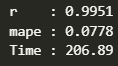 r    : 0.9951
mape : 0.0778
Time : 206.89